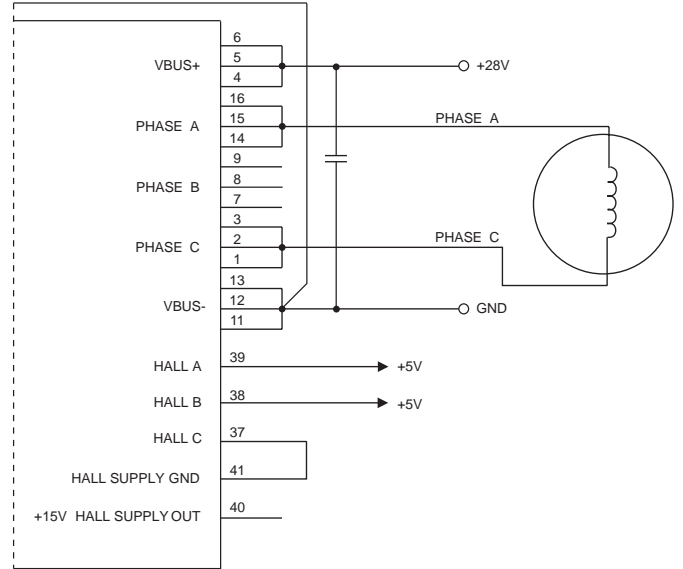 6
VBUS+ 5 +28V
4
16
PHASE A 15 PHASE A
14
9
PHASE B 8
7
3
PHASE C 2 PHASE C
1
13
VBUS- 12 GND
11
HALL A 39 +5V
HALL B 38 +5V
HALL C 37
HALL SUPPLY GND 41
+15V HALL SUPPLY OUT 40